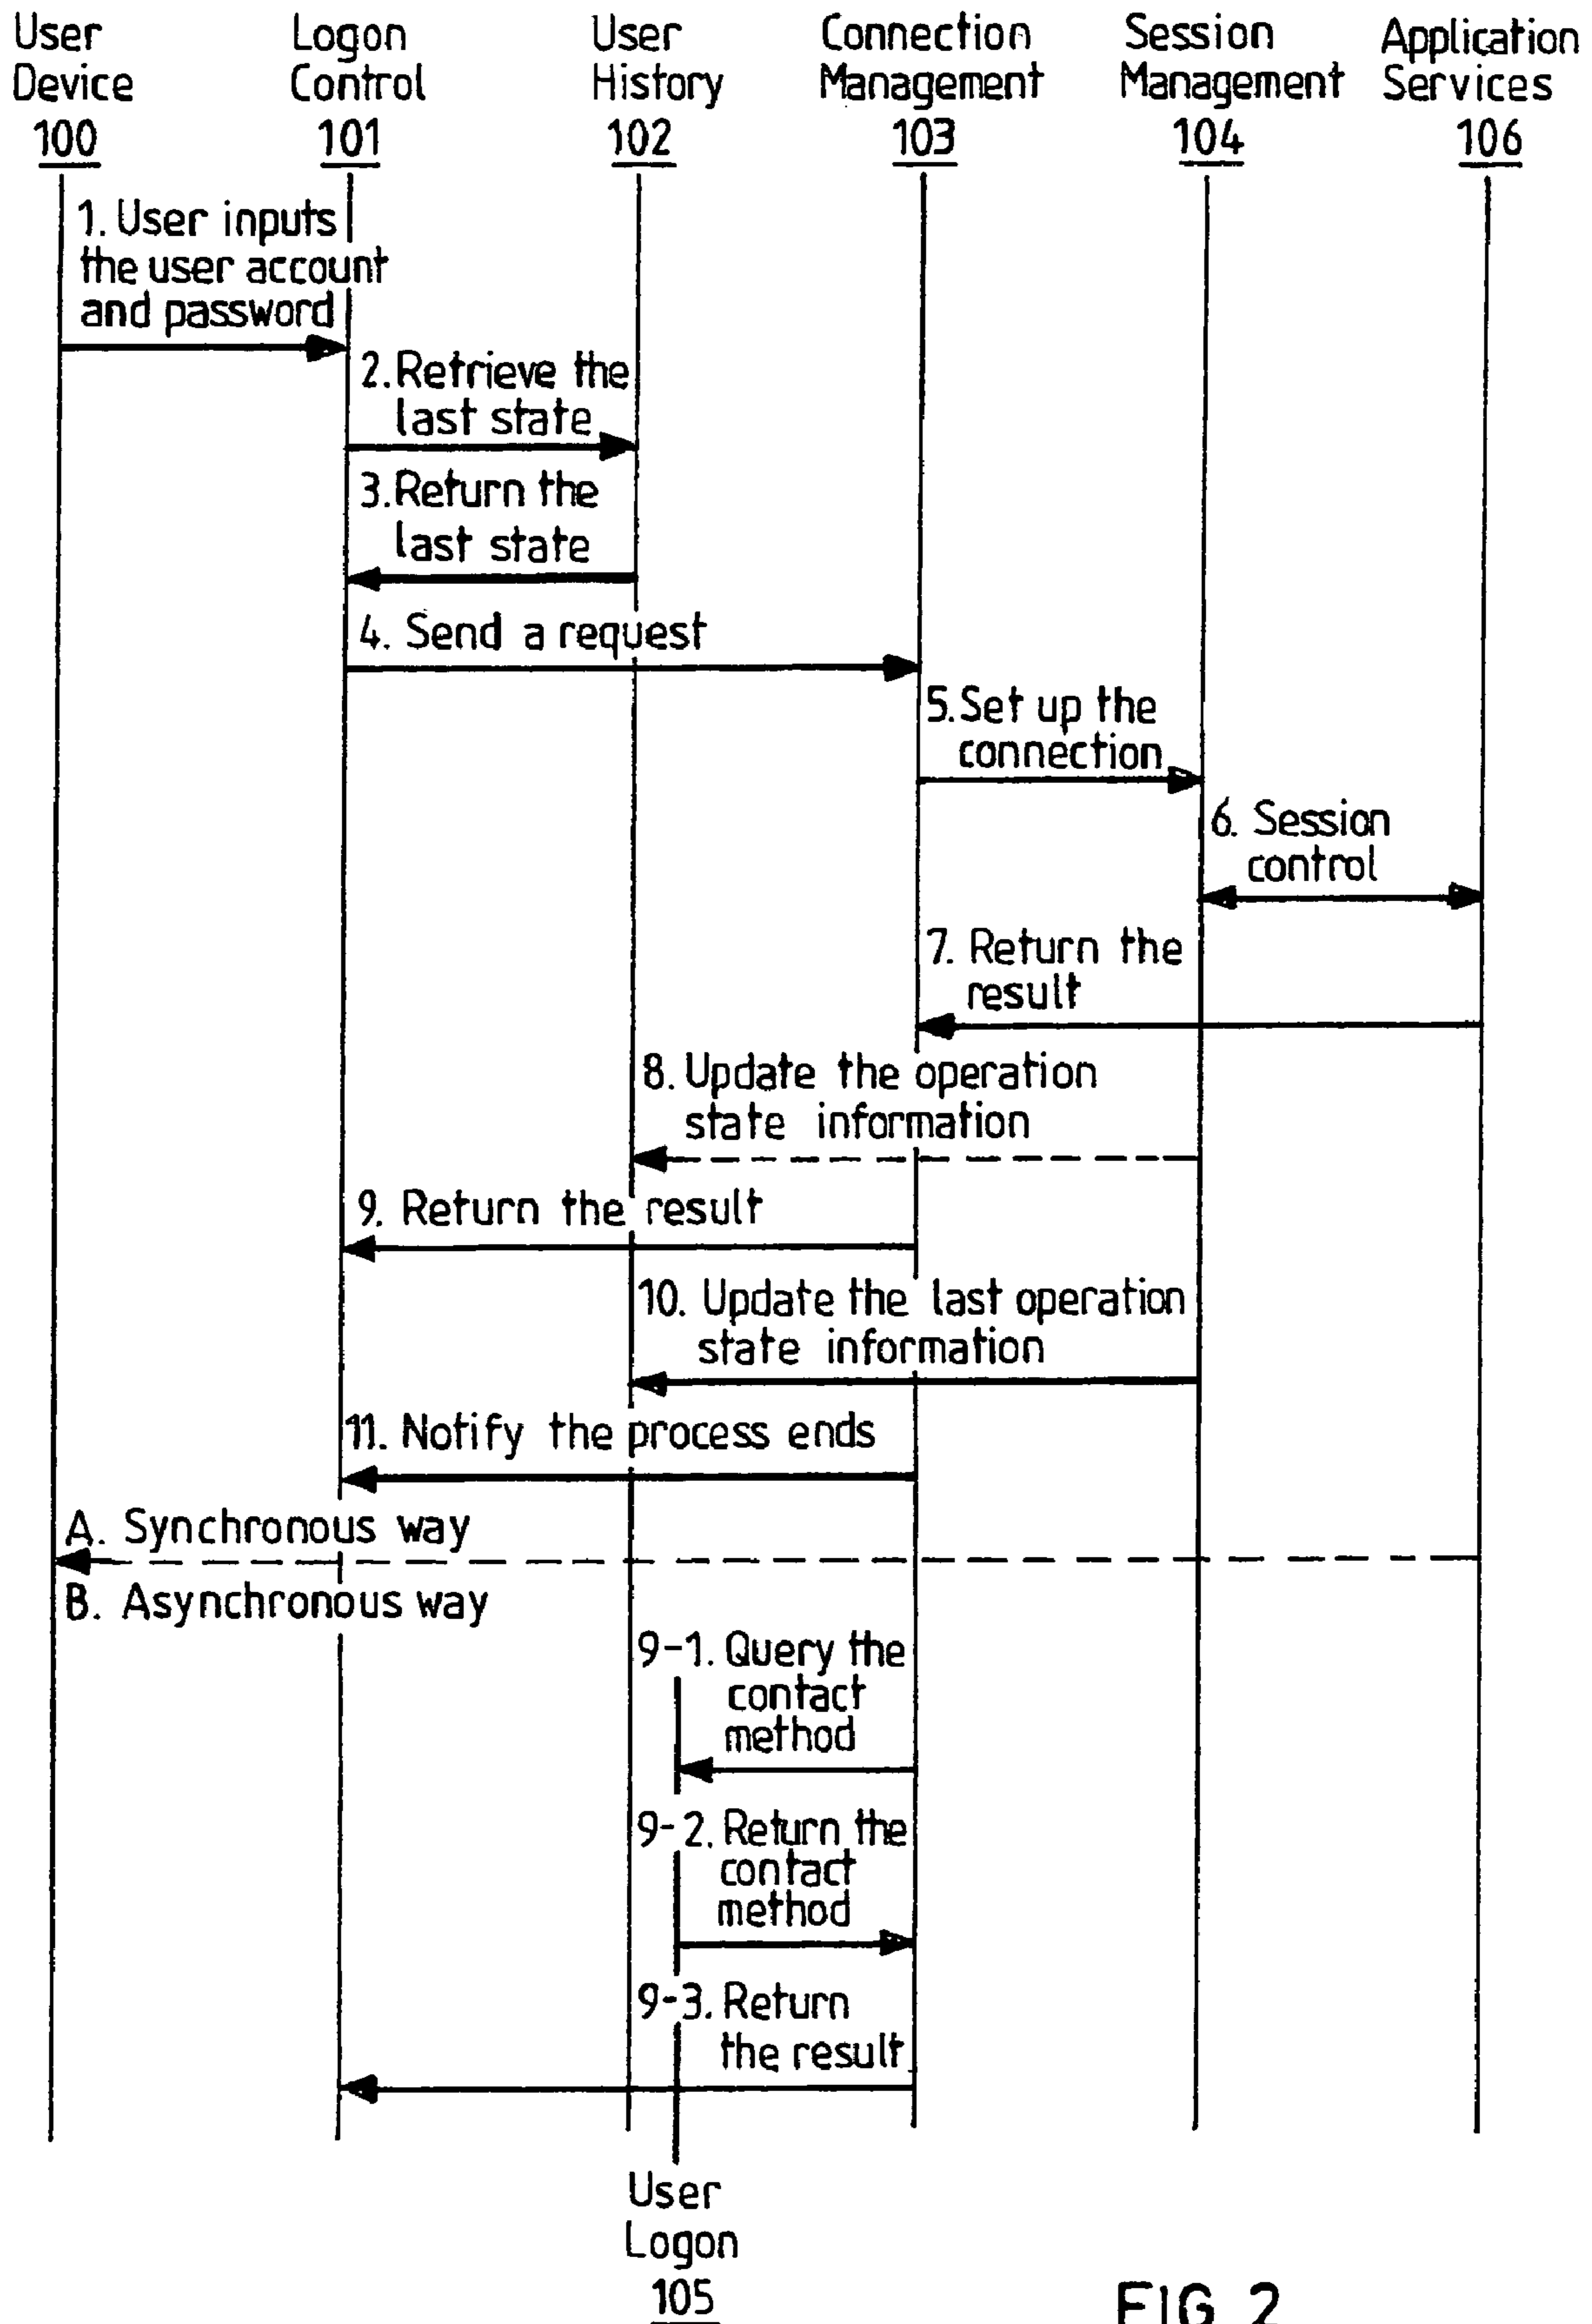 User
Device
100
Logon
Control
101
User
History
102
Connection
Management
103
Session
Management
104
Application
Services
106
1. User inputs
the user account
and password
2. Retrieve the
last state
3. Return the
last state
4. Send a request
5. Set up the
connection
6. Session
control
7. Return the
result
8. Update the operation
state information
9. Return the result
10. Update the last operation
state information
11. Notify the process ends
A. Synchronous way
B. Asynchronous way
9-1. Query the
contact
method
9-2. Return the
contact
method
9-3. Return
the result
User
Logon
105
FIG. 2